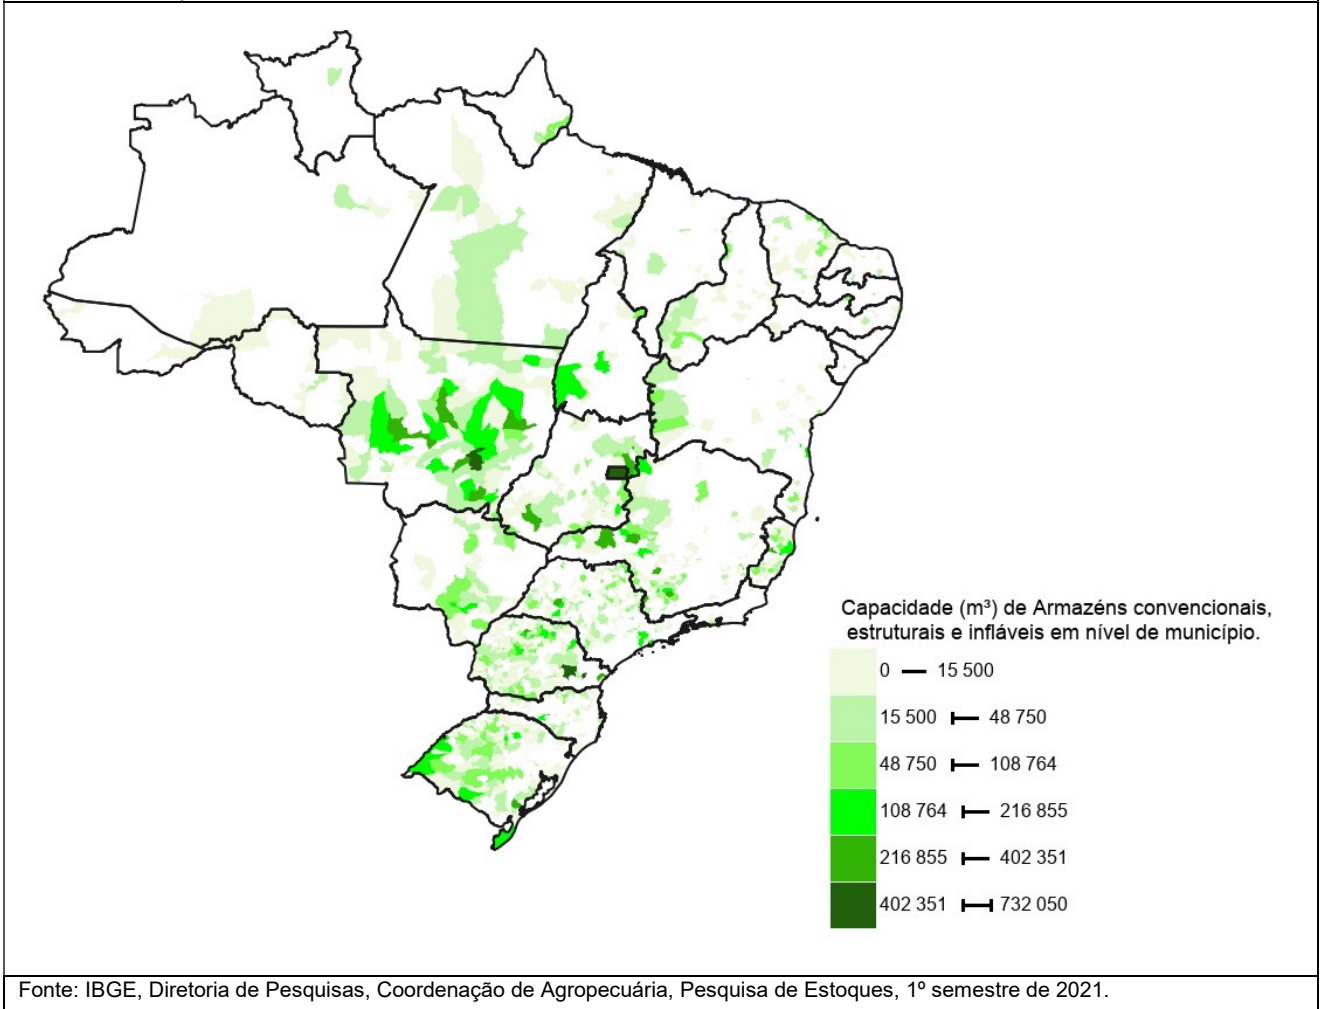 Capacidade (m³) de Armazéns convencionais,
estruturais e infláveis em nível de município.
0 — 15 500
15 500 ⊢ 48 750
48 750 ⊢ 108 764
108 764 ⊢ 216 855
216 855 ⊢ 402 351
402 351 ⊢⊣ 732 050
Fonte: IBGE, Diretoria de Pesquisas, Coordenação de Agropecuária, Pesquisa de Estoques, 1º semestre de 2021.